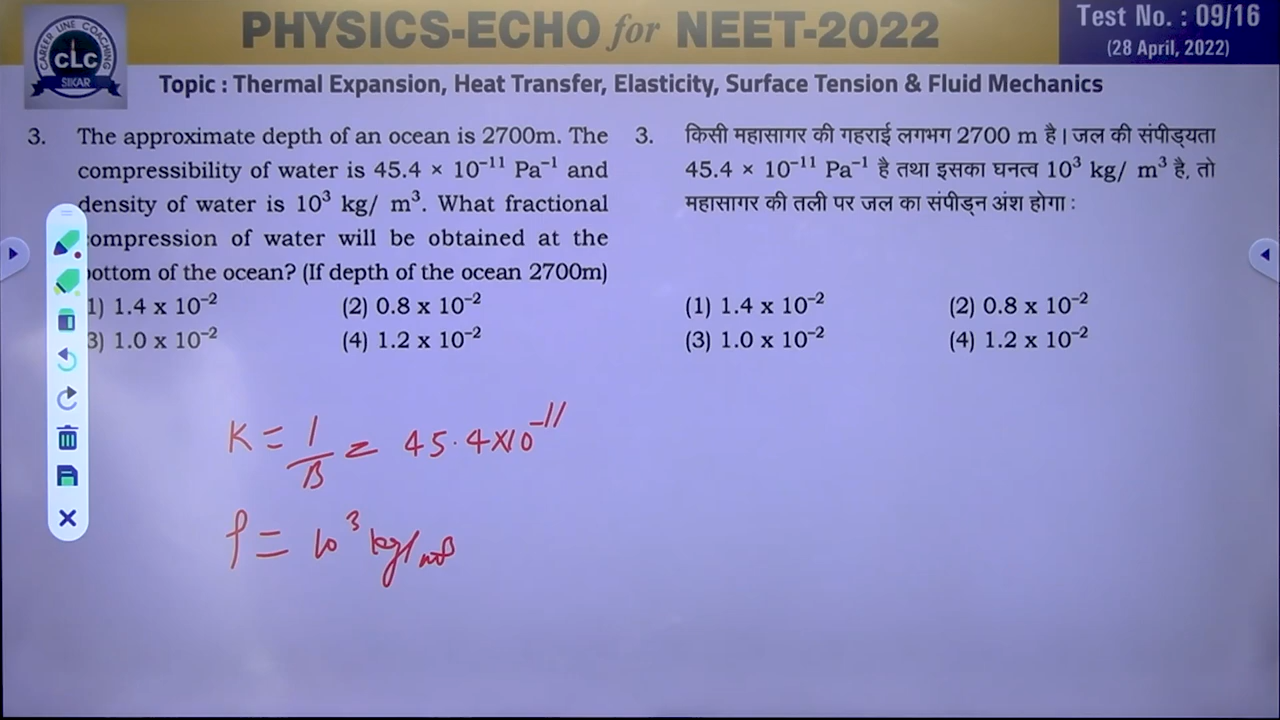 PHYSICS-ECHO for NEET-2022
Test No. : 09/16
(28 April, 2022)
CAREER LINE COACHING
CLC
SIKAR
Topic : Thermal Expansion, Heat Transfer, Elasticity, Surface Tension & Fluid Mechanics
3. The approximate depth of an ocean is 2700m. The
compressibility of water is 45.4 × 10⁻¹¹ Pa⁻¹ and
density of water is 10³ kg/ m³. What fractional
compression of water will be obtained at the
bottom of the ocean? (If depth of the ocean 2700m)
1) 1.4 x 10⁻² (2) 0.8 x 10⁻²
3) 1.0 x 10⁻² (4) 1.2 x 10⁻²
3. किसी महासागर की गहराई लगभग 2700 m है। जल की संपीड्यता
45.4 × 10⁻¹¹ Pa⁻¹ है तथा इसका घनत्व 10³ kg/ m³ है, तो
महासागर की तली पर जल का संपीड्न अंश होगा :
(1) 1.4 x 10⁻² (2) 0.8 x 10⁻²
(3) 1.0 x 10⁻² (4) 1.2 x 10⁻²
K = 1/B = 45.4×10⁻¹¹
ρ = 10³ kg/m³